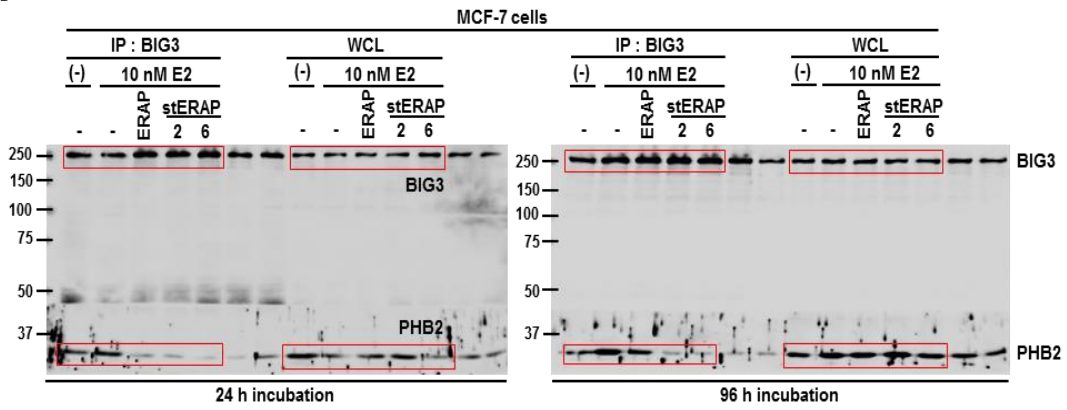 MCF-7 cells
IP : BIG3 WCL IP : BIG3 WCL
(-) 10 nM E2 (-) 10 nM E2 (-) 10 nM E2 (-) 10 nM E2
- - ERAP stERAP - - ERAP stERAP - - ERAP stERAP - - ERAP stERAP
2 6 2 6 2 6 2 6
250 BIG3 250 BIG3
150 150
100 100
75 75
50 50
37 PHB2 37 PHB2
24 h incubation 96 h incubation